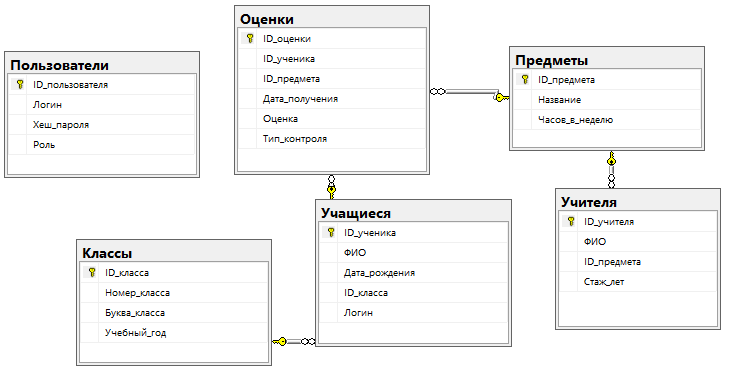 Пользователи
ID_пользователя
Логин
Хеш_пароля
Роль
Оценки
ID_оценки
ID_ученика
ID_предмета
Дата_получения
Оценка
Тип_контроля
Предметы
ID_предмета
Название
Часов_в_неделю
Классы
ID_класса
Номер_класса
Буква_класса
Учебный_год
Учащиеся
ID_ученика
ФИО
Дата_рождения
ID_класса
Логин
Учителя
ID_учителя
ФИО
ID_предмета
Стаж_лет